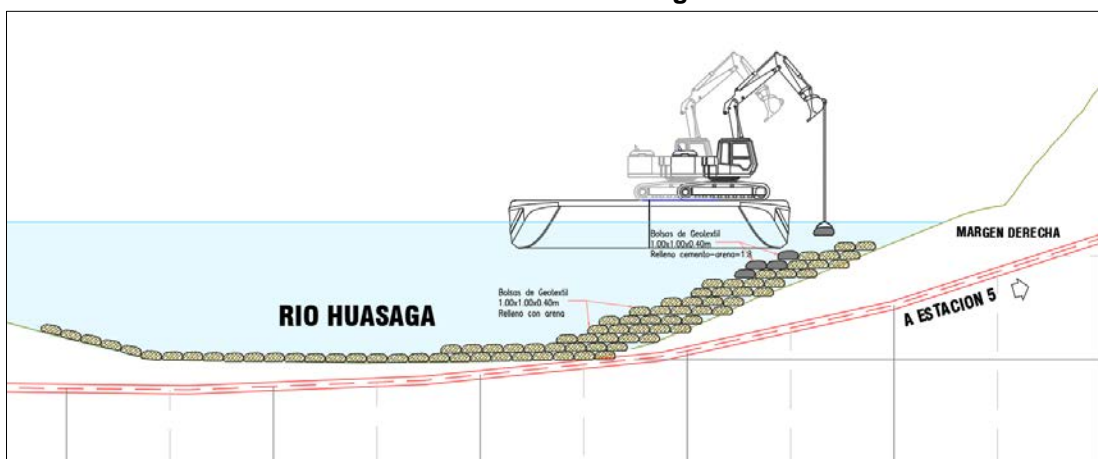 Bolsas de Geotextil
1.00x1.00x0.40m
Relleno cemento-arena=1:8
MARGEN DERECHA
Bolsas de Geotextil
1.00x1.00x0.40m
Relleno con arena
RIO HUASAGA
A ESTACION 5